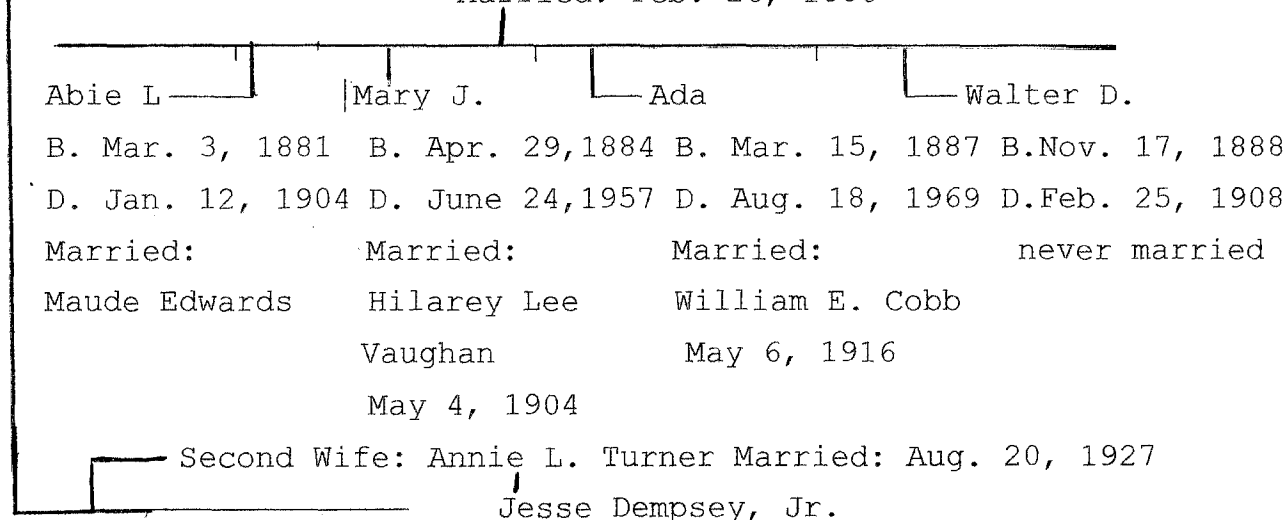 Abie L Mary J. Ada Walter D.
B. Mar. 3, 1881 B. Apr. 29,1884 B. Mar. 15, 1887 B.Nov. 17, 1888
D. Jan. 12, 1904 D. June 24,1957 D. Aug. 18, 1969 D.Feb. 25, 1908
Married: Married: Married: never married
Maude Edwards Hilarey Lee William E. Cobb
Vaughan May 6, 1916
May 4, 1904
Second Wife: Annie L. Turner Married: Aug. 20, 1927
Jesse Dempsey, Jr.